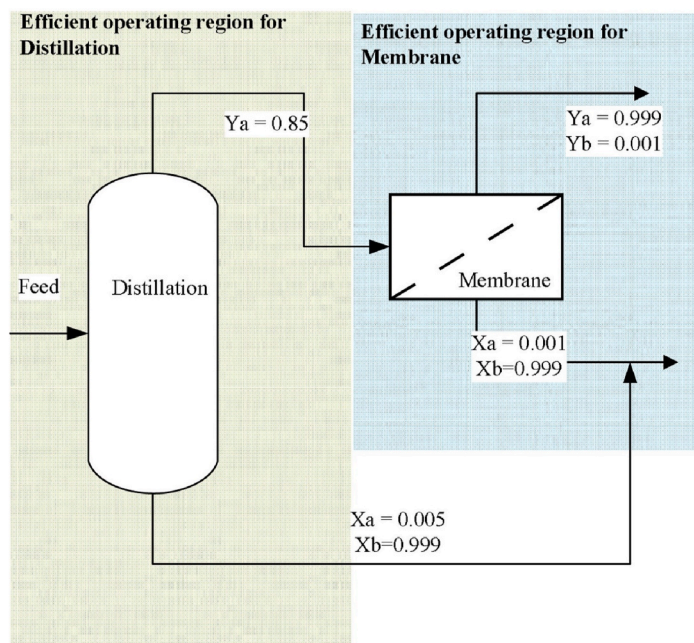 Efficient operating region for
Distillation
Efficient operating region for
Membrane
Ya = 0.85
Ya = 0.999
Yb = 0.001
Feed
Distillation
Membrane
Xa = 0.001
Xb=0.999
Xa = 0.005
Xb=0.999